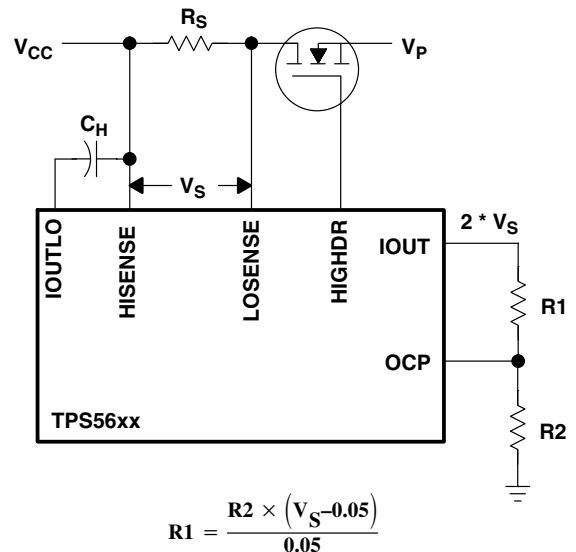 R_S
V_CC
V_P
C_H
V_S
2 * V_S
IOUTLO
HISENSE
LOSENSE
HIGHDR
IOUT
R1
OCP
R2
TPS56xx
R1 = R2 × (V_S–0.05) / 0.05